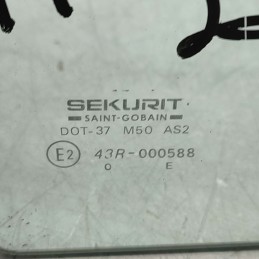 SEKURIT
SAINT-GOBAIN
DOT-37 M50 AS2
E2 43R-000588
O E